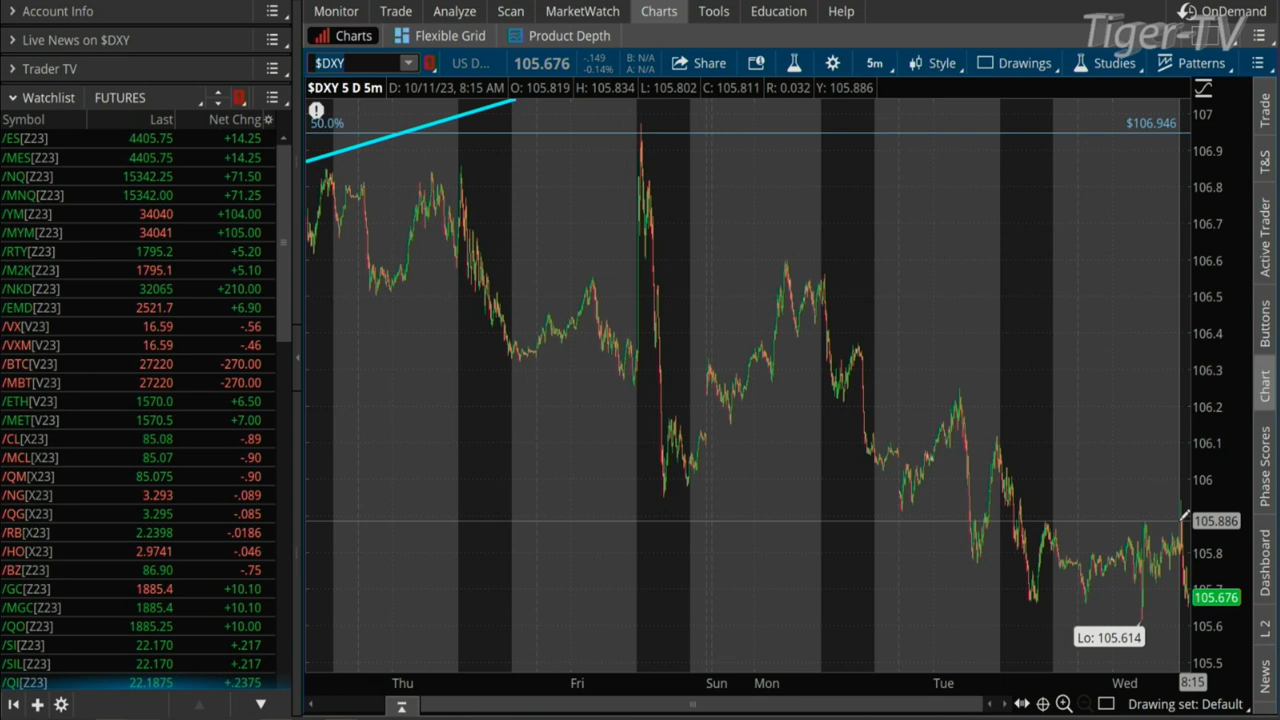 Account Info
Live News on $DXY
Trader TV
Watchlist FUTURES
Symbol Last Net Chng
/ES[Z23] 4405.75 +14.25
/MES[Z23] 4405.75 +14.25
/NQ[Z23] 15342.25 +71.50
/MNQ[Z23] 15342.00 +71.25
/YM[Z23] 34040 +104.00
/MYM[Z23] 34041 +105.00
/RTY[Z23] 1795.2 +5.20
/M2K[Z23] 1795.1 +5.10
/NKD[Z23] 32065 +210.00
/EMD[Z23] 2521.7 +6.90
/VX[V23] 16.59 -.56
/VXM[V23] 16.59 -.46
/BTC[V23] 27220 -270.00
/MBT[V23] 27220 -270.00
/ETH[V23] 1570.0 +6.50
/MET[V23] 1570.5 +7.00
/CL[X23] 85.08 -.89
/MCL[X23] 85.07 -.90
/QM[X23] 85.075 -.90
/NG[X23] 3.293 -.089
/QG[X23] 3.295 -.085
/RB[X23] 2.2398 -.0186
/HO[X23] 2.9741 -.046
/BZ[Z23] 86.90 -.75
/GC[Z23] 1885.4 +10.10
/MGC[Z23] 1885.4 +10.10
/QO[Z23] 1885.25 +10.00
/SI[Z23] 22.170 +.217
/SIL[Z23] 22.170 +.217
/QI[Z23] 22.1875 +.2375
Monitor Trade Analyze Scan MarketWatch Charts Tools Education Help OnDemand
Tiger-TV
Charts Flexible Grid Product Depth
$DXY US D... 105.676 -.149 -0.14% B: N/A A: N/A Share 5m Style Drawings Studies Patterns
$DXY 5 D 5m D: 10/11/23, 8:15 AM O: 105.819 H: 105.834 L: 105.802 C: 105.811 R: 0.032 Y: 105.886
50.0% $106.946
107
106.9
106.8
106.7
106.6
106.5
106.4
106.3
106.2
106.1
106
105.886
105.8
105.7
105.676
105.6
105.5
Lo: 105.614
Thu Fri Sun Mon Tue Wed 8:15
Drawing set: Default
Trade
T&S
Active Trader
Buttons
Chart
Phase Scores
Dashboard
L 2
News